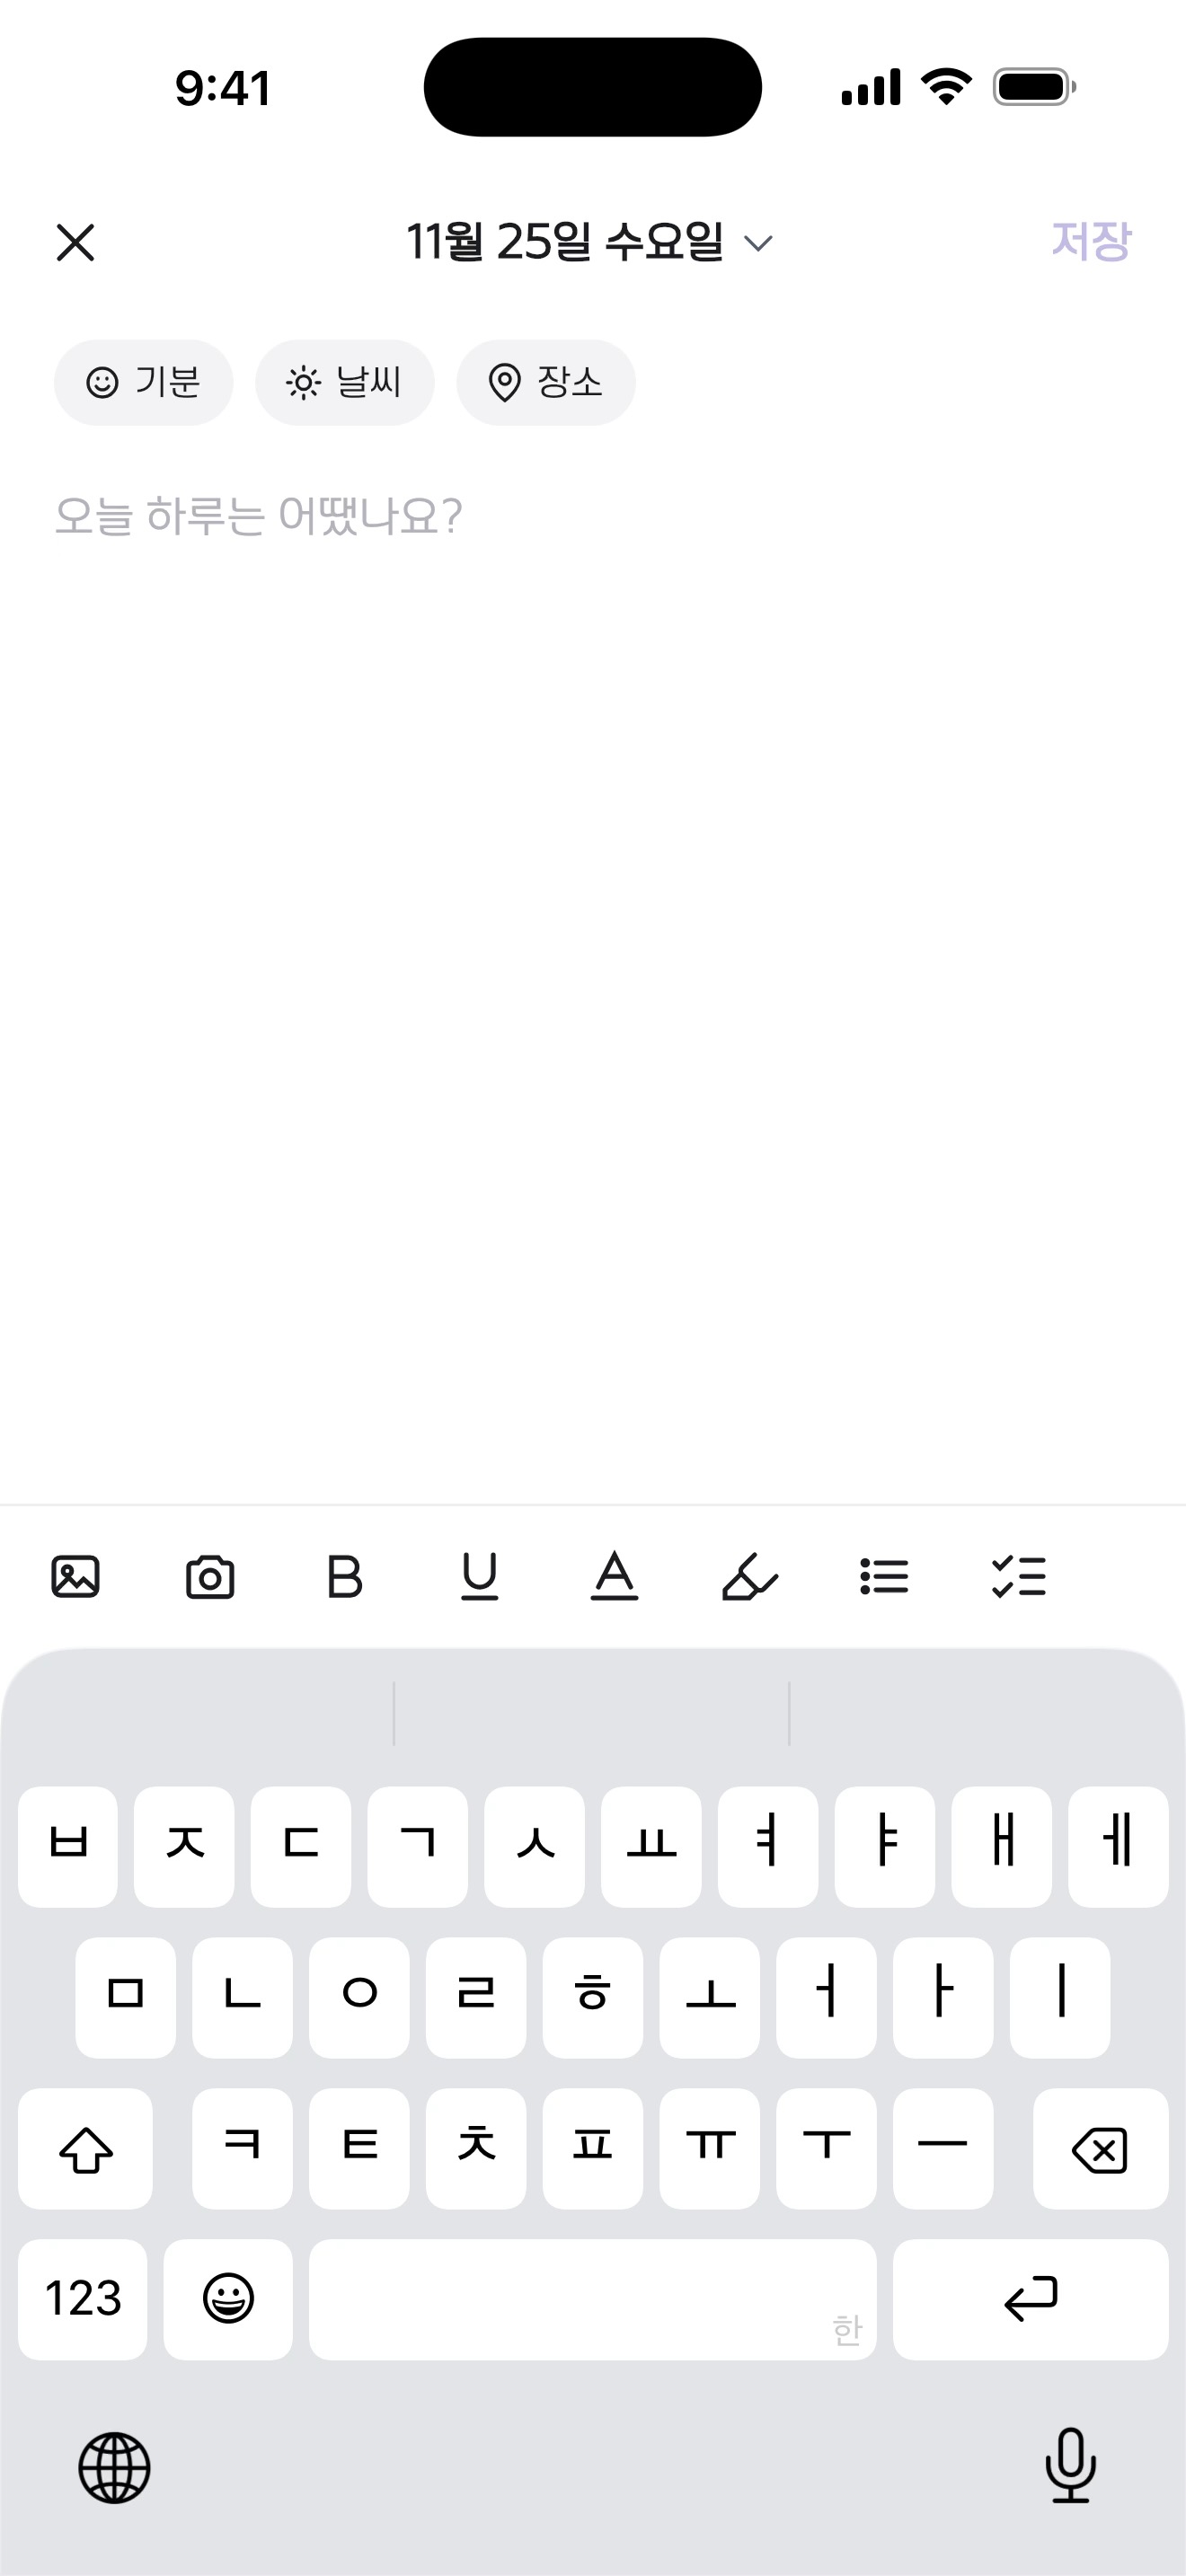 9:41
11월 25일 수요일
저장
기분 날씨 장소
오늘 하루는 어땠나요?
B U A
ㅂ ㅈ ㄷ ㄱ ㅅ ㅛ ㅕ ㅑ ㅐ ㅔ
ㅁ ㄴ ㅇ ㄹ ㅎ ㅗ ㅓ ㅏ ㅣ
ㅋ ㅌ ㅊ ㅍ ㅠ ㅜ ㅡ
123
한